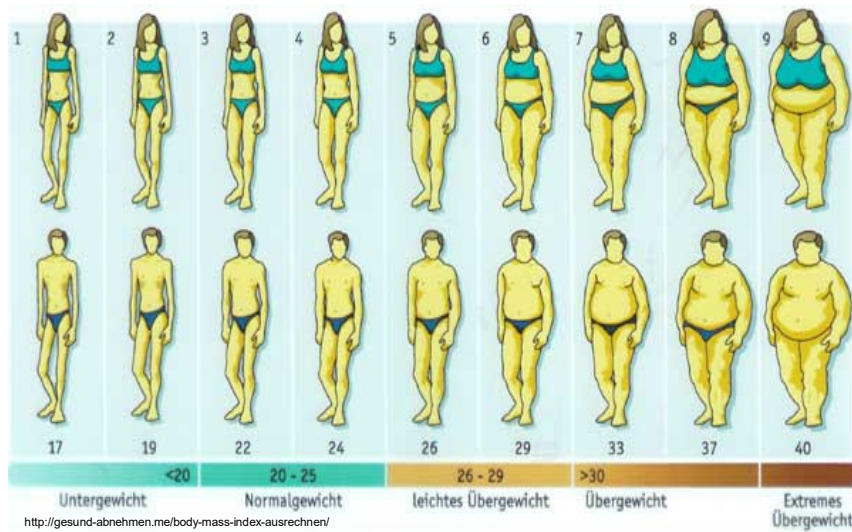 1 2 3 4 5 6 7 8 9
17 19 22 24 26 29 33 37 40
<20 20 - 25 26 - 29 >30
Untergewicht Normalgewicht leichtes Übergewicht Übergewicht Extremes
Übergewicht
http://gesund-abnehmen.me/body-mass-index-ausrechnen/